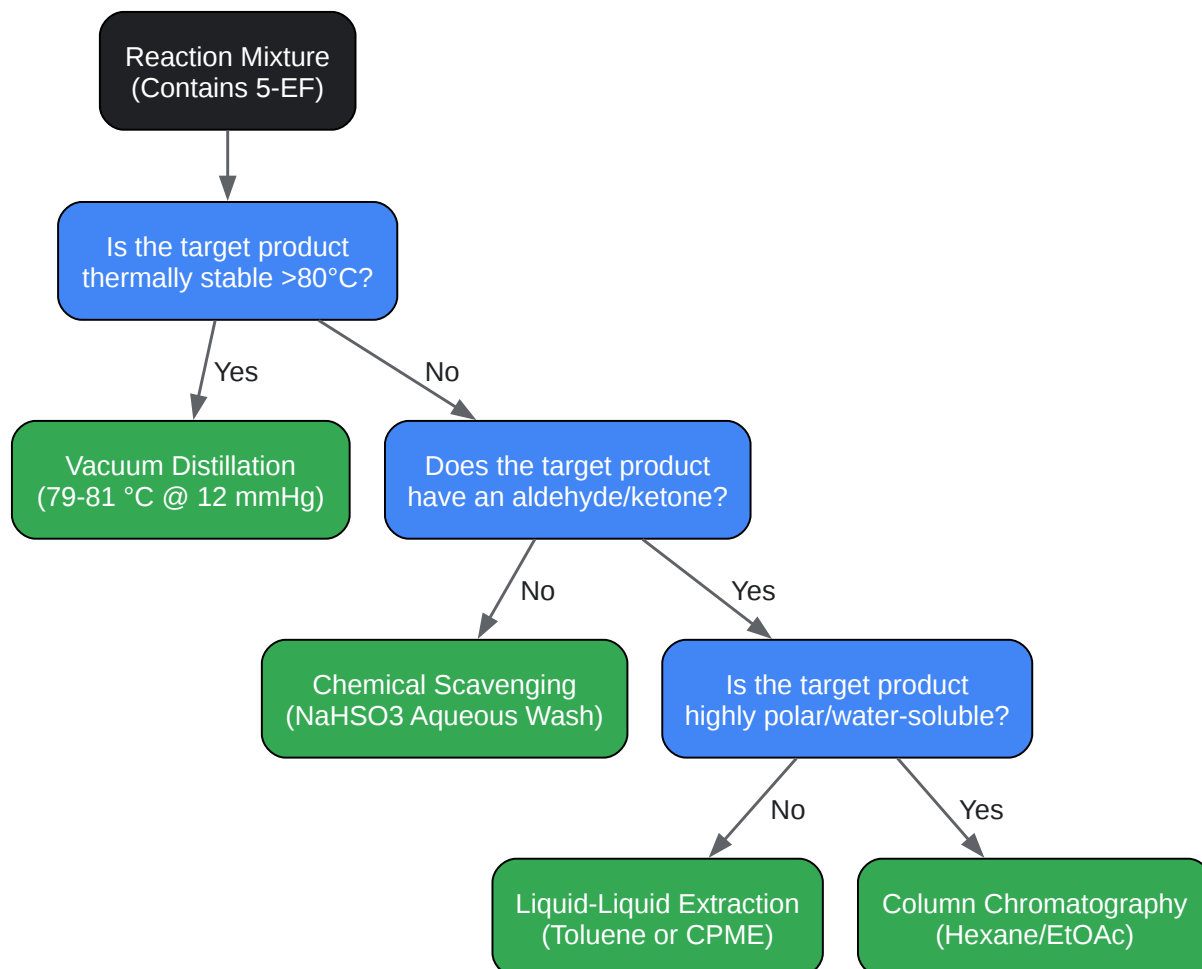 Reaction Mixture
(Contains 5-EF)
Is the target product
thermally stable >80°C?
Yes
No
Vacuum Distillation
(79-81 °C @ 12 mmHg)
Does the target product
have an aldehyde/ketone?
No
Yes
Chemical Scavenging
(NaHSO3 Aqueous Wash)
Is the target product
highly polar/water-soluble?
No
Yes
Liquid-Liquid Extraction
(Toluene or CPME)
Column Chromatography
(Hexane/EtOAc)